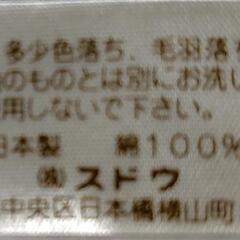 多少色落ち、毛羽落ち
のものとは別にお洗い
用しないで下さい。
日本製 綿100%
㈱スドウ
中央区日本橋横山町